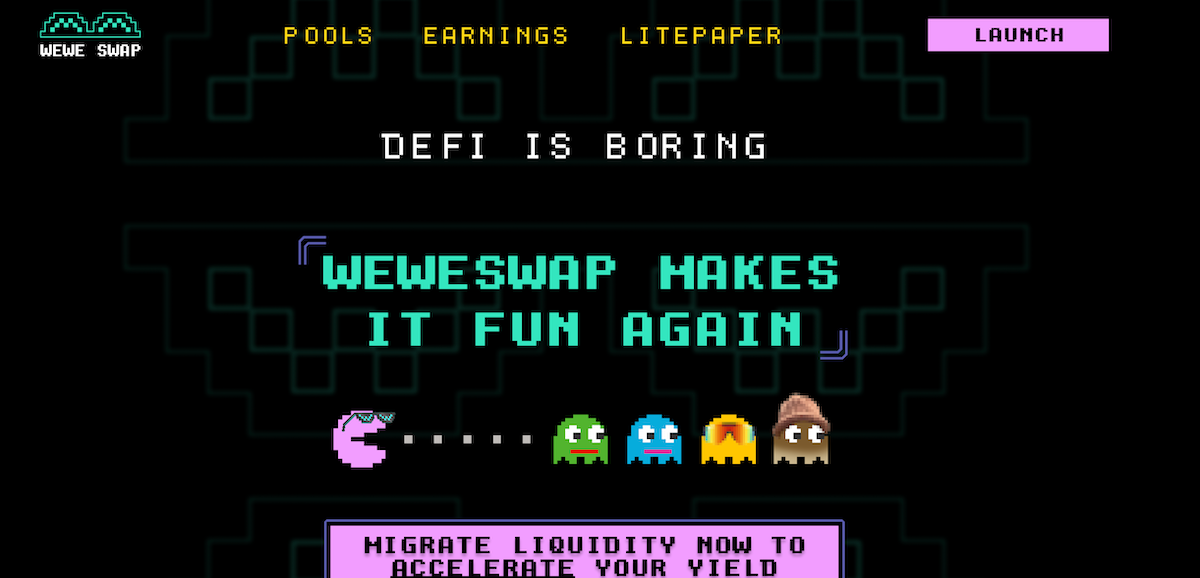 WEWE SWAP
POOLS EARNINGS LITEPAPER
LAUNCH
DEFI IS BORING
WEWESWAP MAKES
IT FUN AGAIN
MIGRATE LIQUIDITY NOW TO
ACCELERATE YOUR YIELD